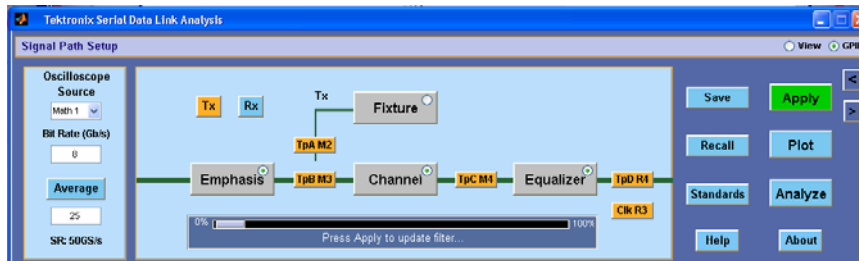 Tektronix Serial Data Link Analysis
Signal Path Setup
View
Oscilloscope
Source
Math 1
Bit Rate (Gb/s)
8
Average
25
SR: 50GS/s
Tx
Rx
Tx
Fixture
TpA M2
Emphasis
TpB M3
Channel
TpC M4
Equalizer
TpD R4
Clk R3
0%
100%
Press Apply to update filter...
Save
Apply
<
>
Recall
Plot
Standards
Analyze
Help
About